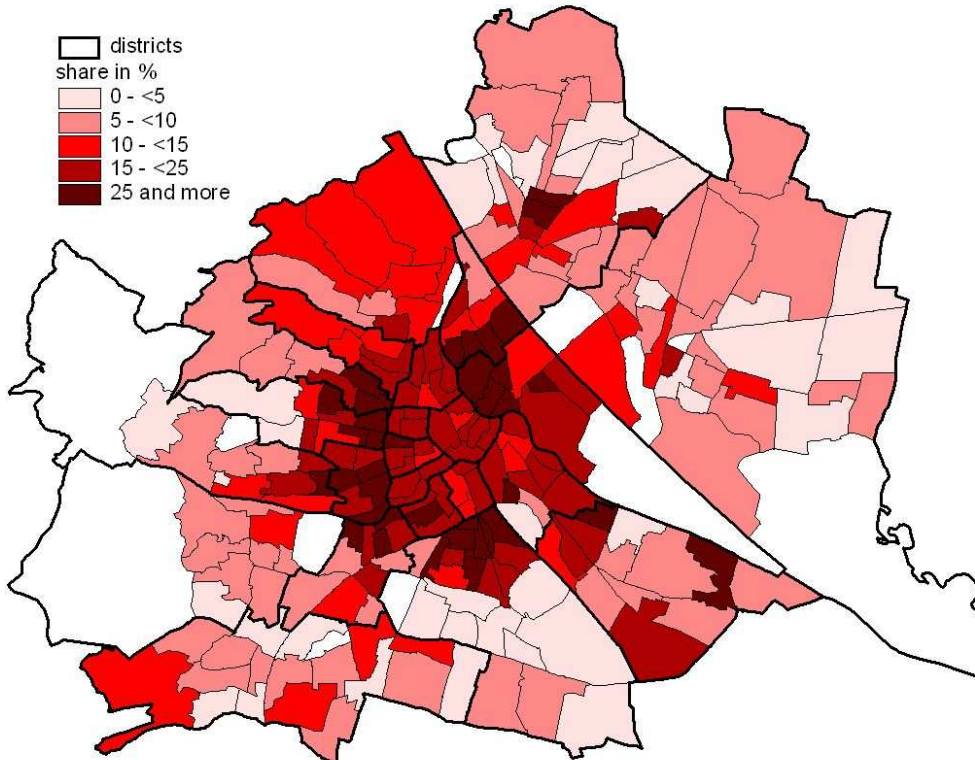 districts
share in %
0 - <5
5 - <10
10 - <15
15 - <25
25 and more